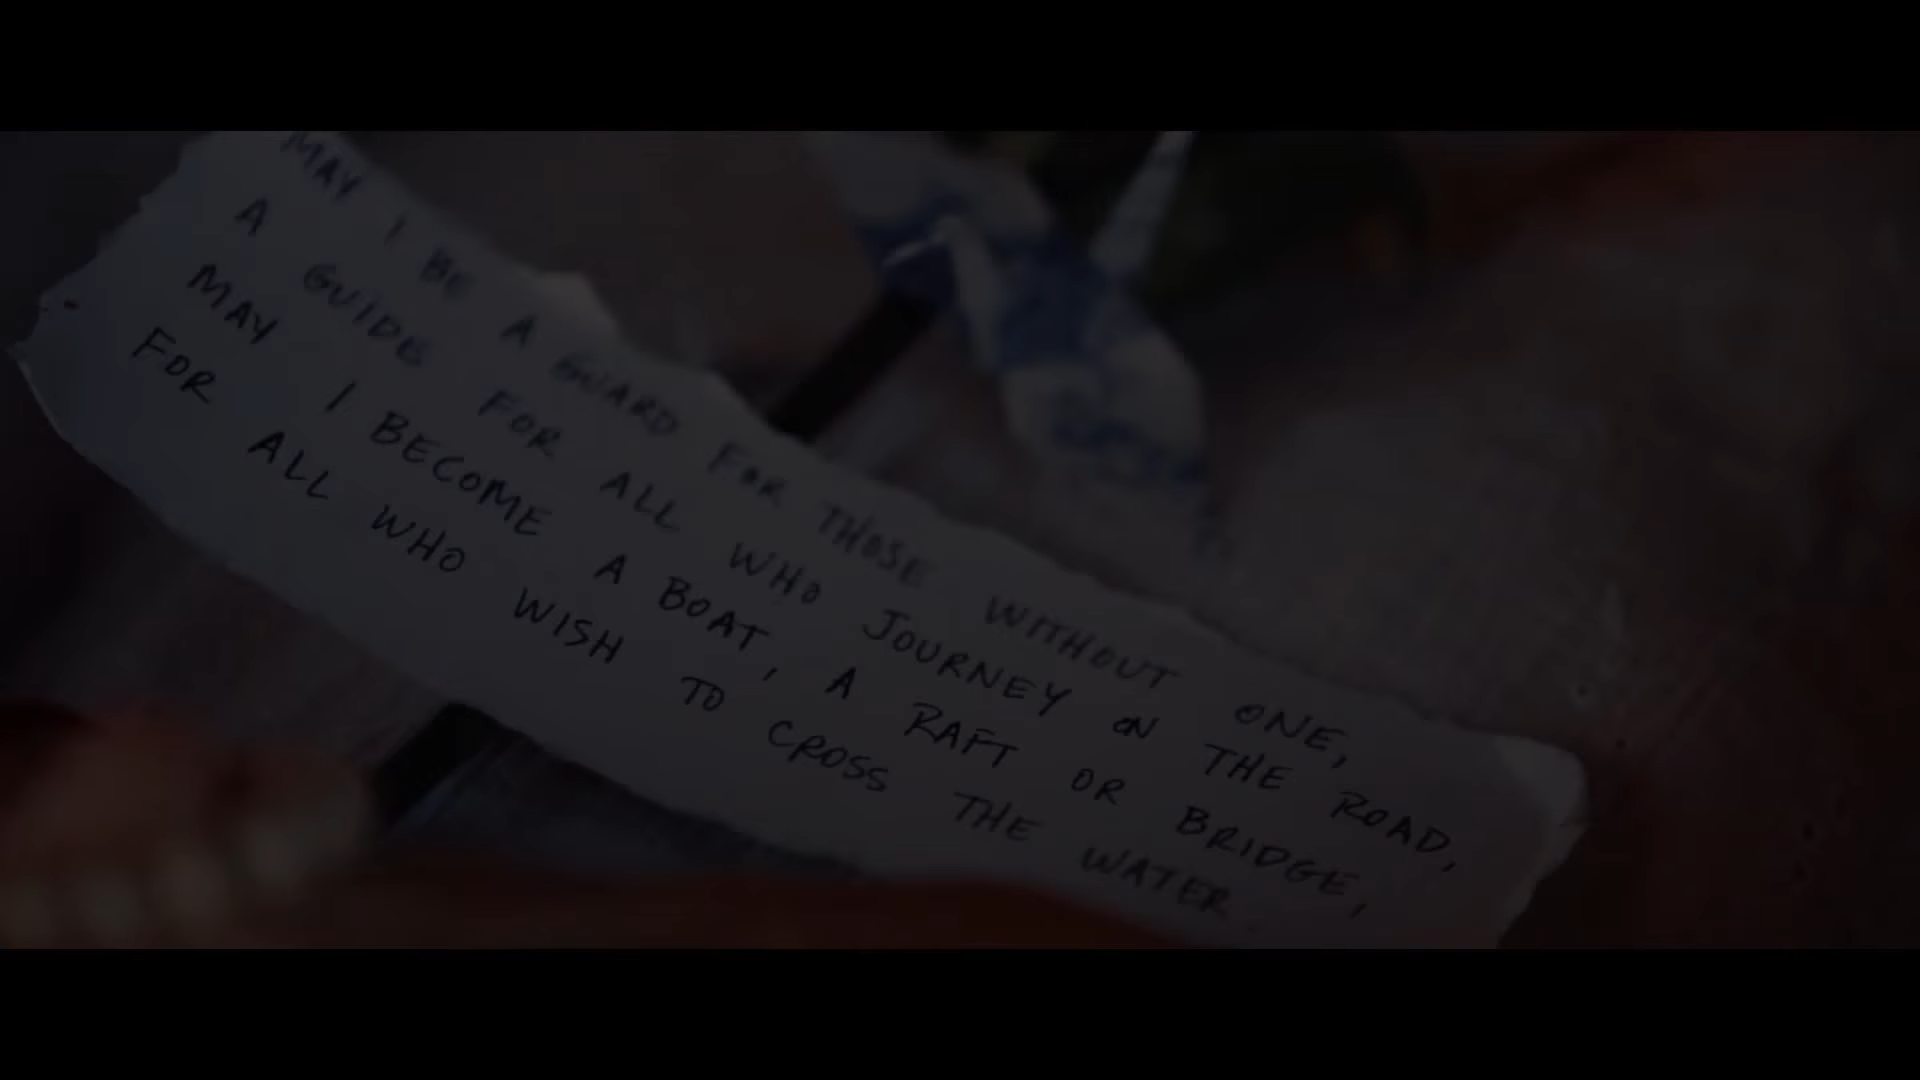 MAY I BE A GUARD FOR THOSE WITHOUT ONE,
A GUIDE FOR ALL WHO JOURNEY ON THE ROAD,
MAY I BECOME A BOAT, A RAFT OR BRIDGE,
FOR ALL WHO WISH TO CROSS THE WATER